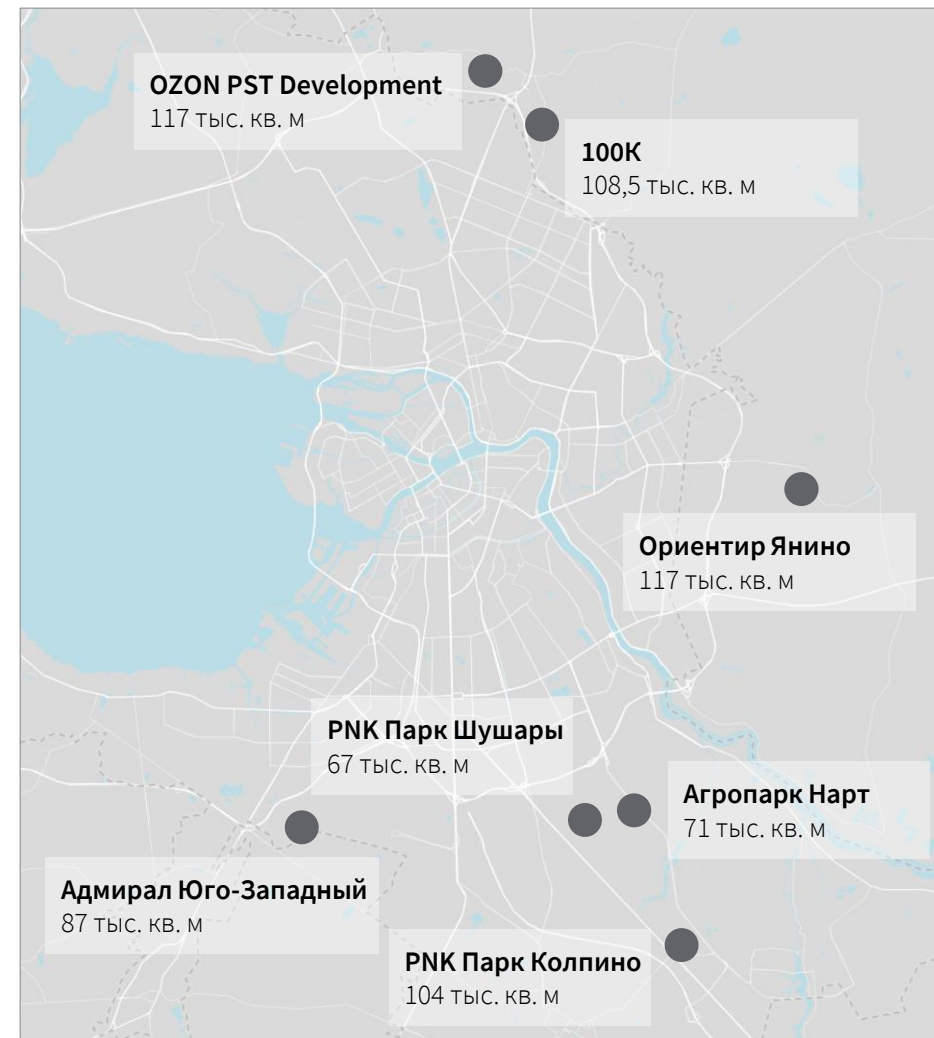 OZON PST Development
117 тыс. кв. м
100К
108,5 тыс. кв. м
Ориентир Янино
117 тыс. кв. м
PNK Парк Шушары
67 тыс. кв. м
Агропарк Нарт
71 тыс. кв. м
Адмирал Юго-Западный
87 тыс. кв. м
PNK Парк Колпино
104 тыс. кв. м